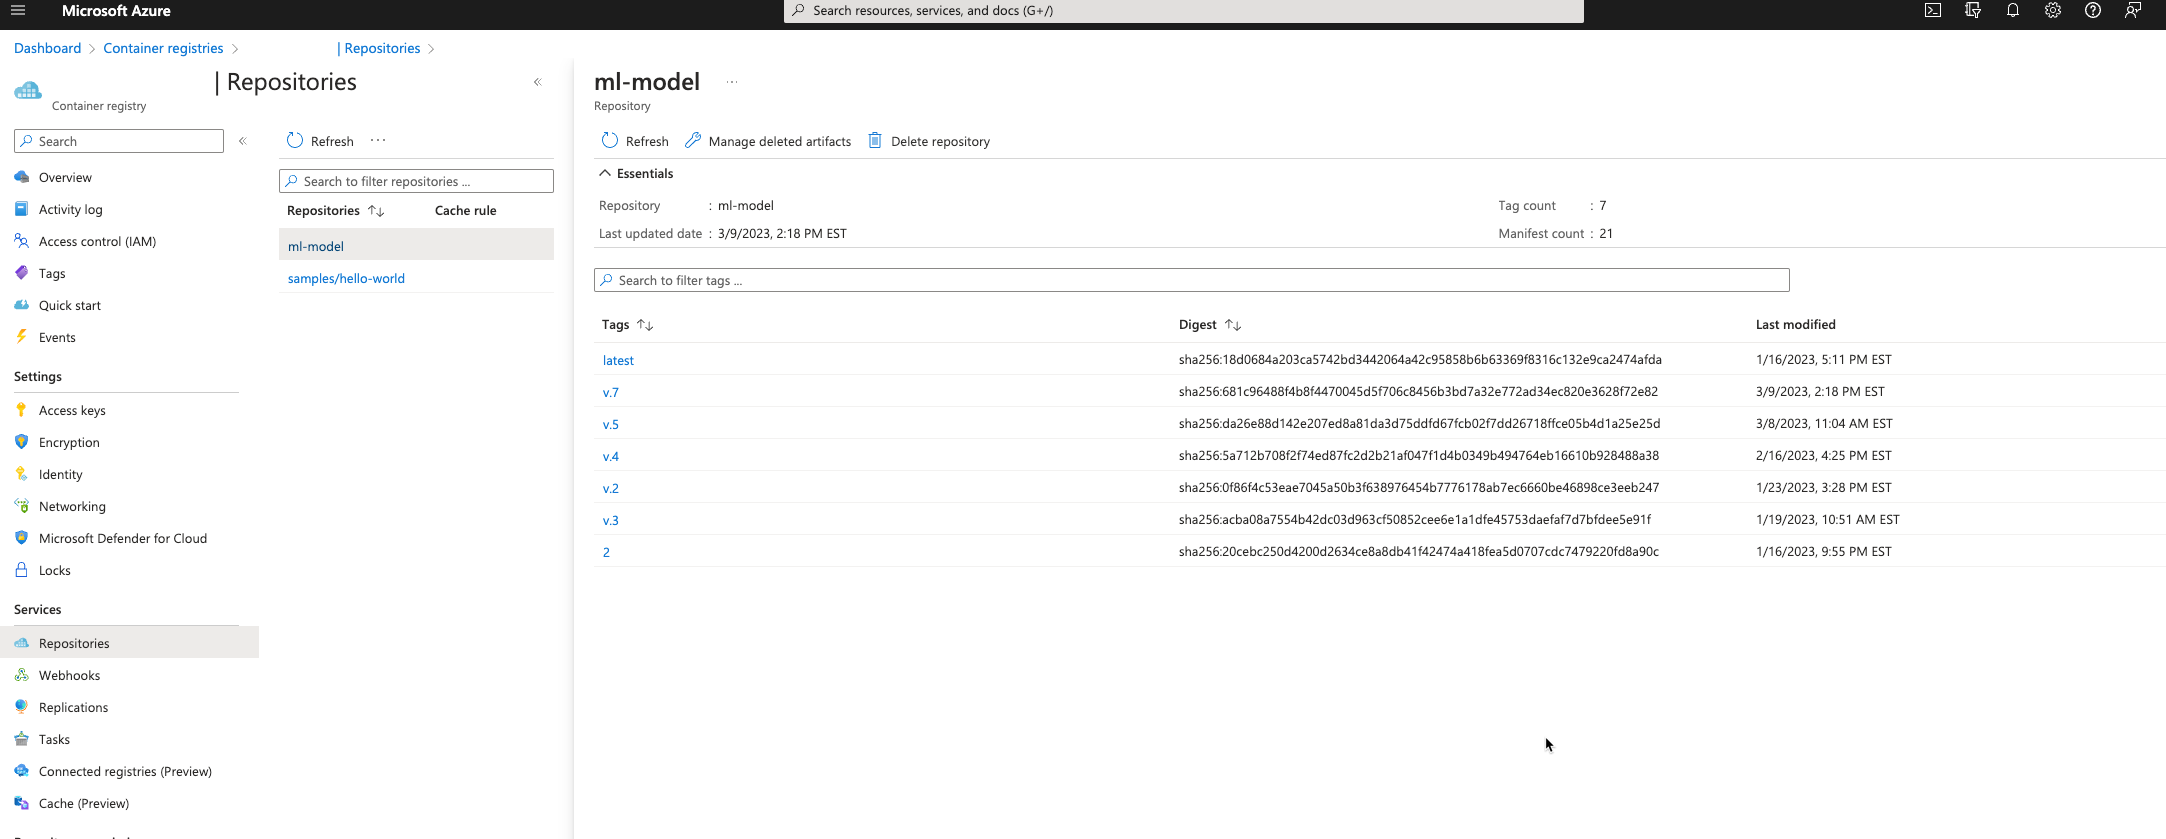 Microsoft Azure
Search resources, services, and docs (G+/)
Dashboard > Container registries > | Repositories >
| Repositories
Container registry
Search
Overview
Activity log
Access control (IAM)
Tags
Quick start
Events
Settings
Access keys
Encryption
Identity
Networking
Microsoft Defender for Cloud
Locks
Services
Repositories
Webhooks
Replications
Tasks
Connected registries (Preview)
Cache (Preview)
Refresh ...
Search to filter repositories ...
Repositories Cache rule
ml-model
samples/hello-world
ml-model ...
Repository
Refresh Manage deleted artifacts Delete repository
Essentials
Repository : ml-model Tag count : 7
Last updated date : 3/9/2023, 2:18 PM EST Manifest count : 21
Search to filter tags ...
Tags Digest Last modified
latest sha256:18d0684a203ca5742bd3442064a42c95858b6b63369f8316c132e9ca2474afda 1/16/2023, 5:11 PM EST
v.7 sha256:681c96488f4b8f4470045d5f706c8456b3bd7a32e772ad34ec820e3628f72e82 3/9/2023, 2:18 PM EST
v.5 sha256:da26e88d142e207ed8a81da3d75ddfd67fcb02f7dd26718ffce05b4d1a25e25d 3/8/2023, 11:04 AM EST
v.4 sha256:5a712b708f2f74ed87fc2d2b21af047f1d4b0349b494764eb16610b928488a38 2/16/2023, 4:25 PM EST
v.2 sha256:0f86f4c53eae7045a50b3f638976454b7776178ab7ec6660be46898ce3eeb247 1/23/2023, 3:28 PM EST
v.3 sha256:acba08a7554b42dc03d963cf50852cee6e1a1dfe45753daefaf7d7bfdee5e91f 1/19/2023, 10:51 AM EST
2 sha256:20cebc250d4200d2634ce8a8db41f42474a418fea5d0707cdc7479220fd8a90c 1/16/2023, 9:55 PM EST